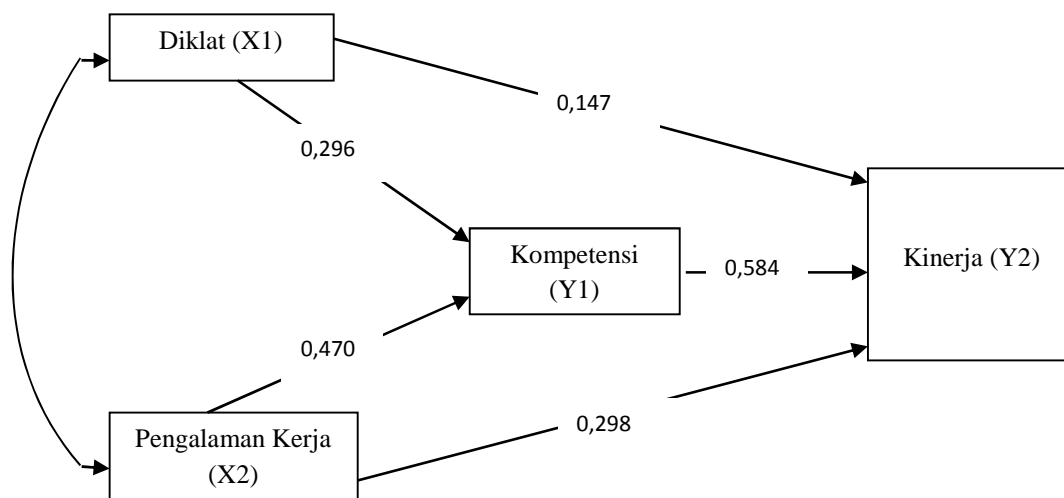 Diklat (X1)
0,147
0,296
Kompetensi
(Y1)
0,584
Kinerja (Y2)
0,470
Pengalaman Kerja
(X2)
0,298